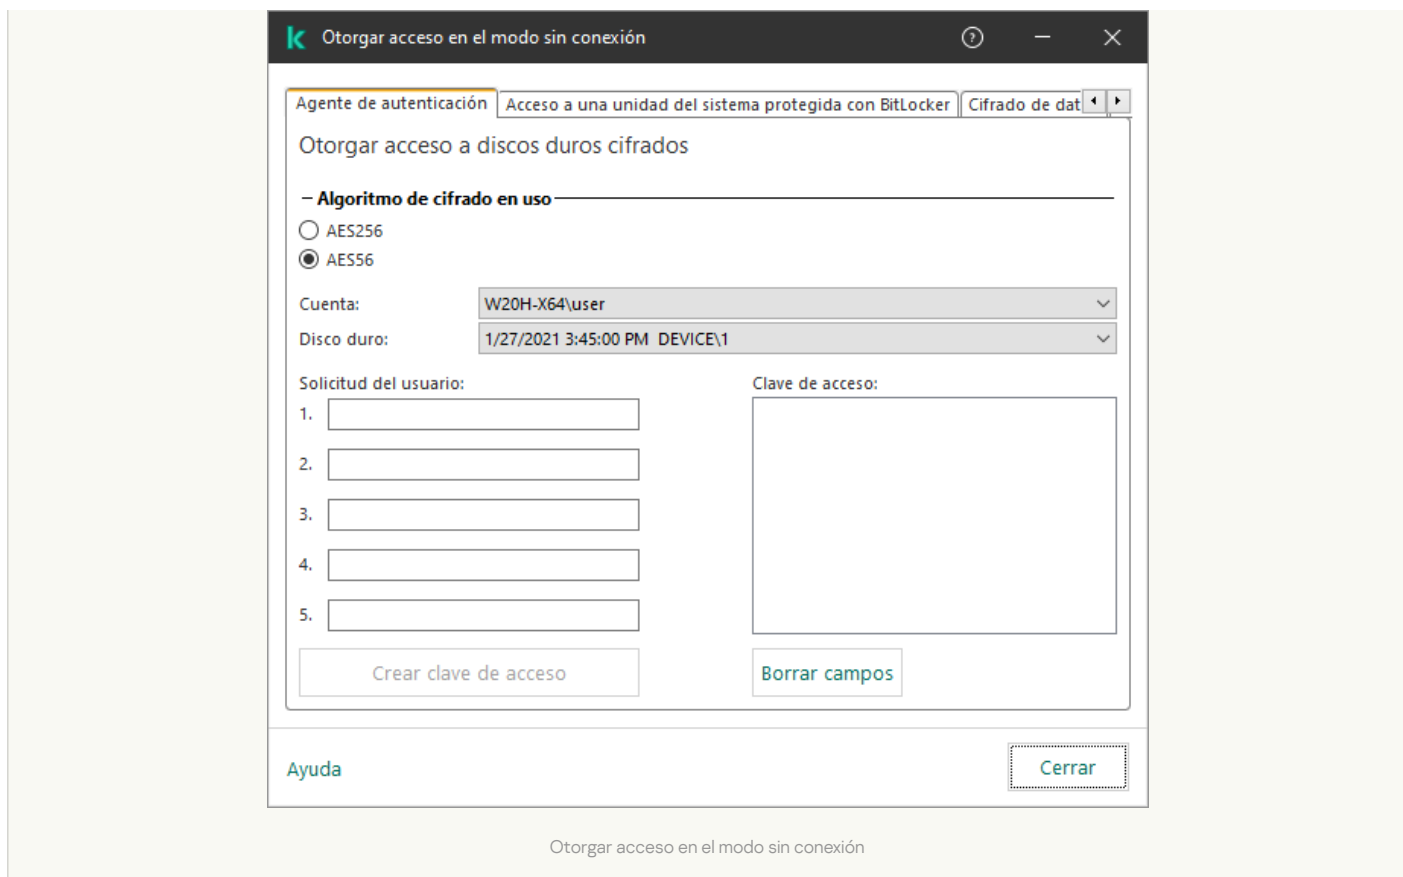 Otorgar acceso en el modo sin conexión
Agente de autenticación Acceso a una unidad del sistema protegida con BitLocker Cifrado de dat
Otorgar acceso a discos duros cifrados
Algoritmo de cifrado en uso
AES256
AES56
Cuenta: W20H-X64\user
Disco duro: 1/27/2021 3:45:00 PM DEVICE\1
Solicitud del usuario: Clave de acceso:
1.
2.
3.
4.
5.
Crear clave de acceso Borrar campos
Ayuda Cerrar
Otorgar acceso en el modo sin conexión